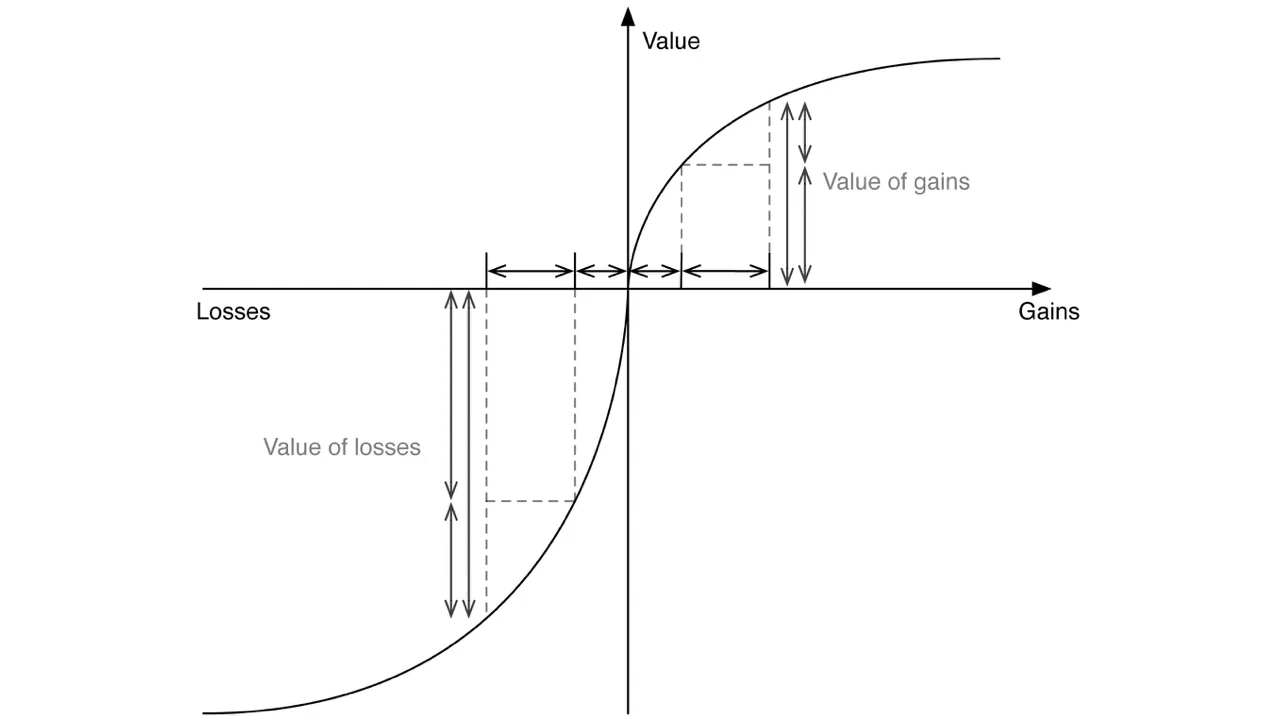 Value
Value of gains
Losses
Gains
Value of losses